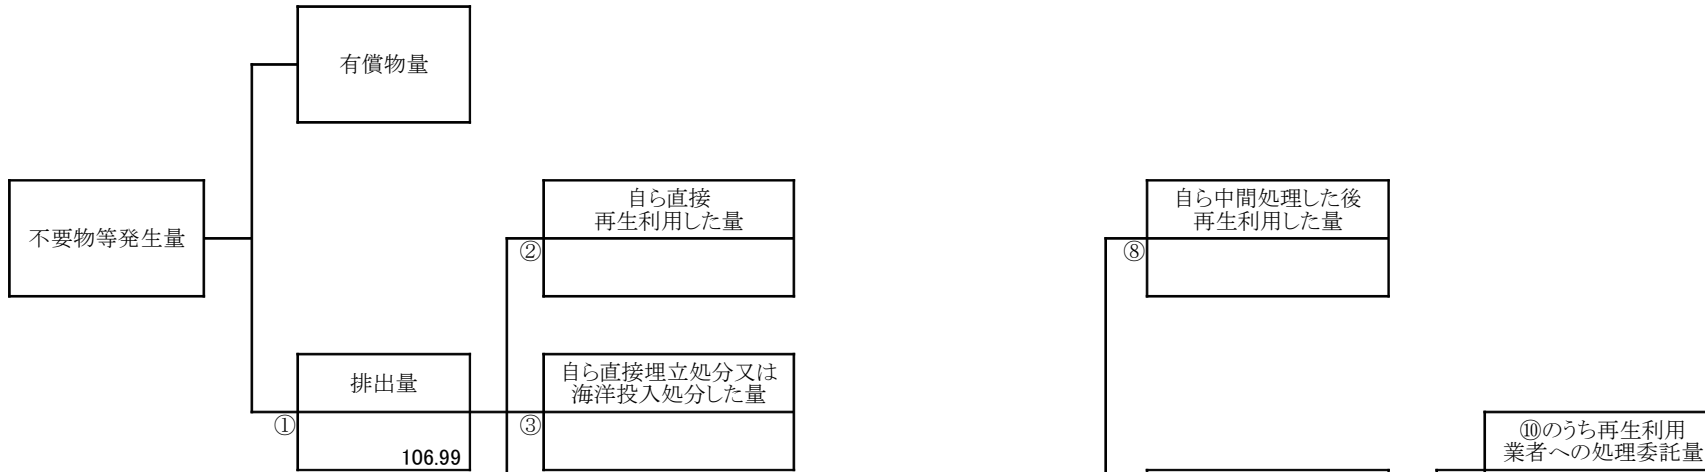 有償物量
不要物等発生量
自ら直接
再生利用した量
②
自ら中間処理した後
再生利用した量
⑧
排出量
①
106.99
自ら直接埋立処分又は
海洋投入処分した量
③
⑩のうち再生利用
業者への処理委託量